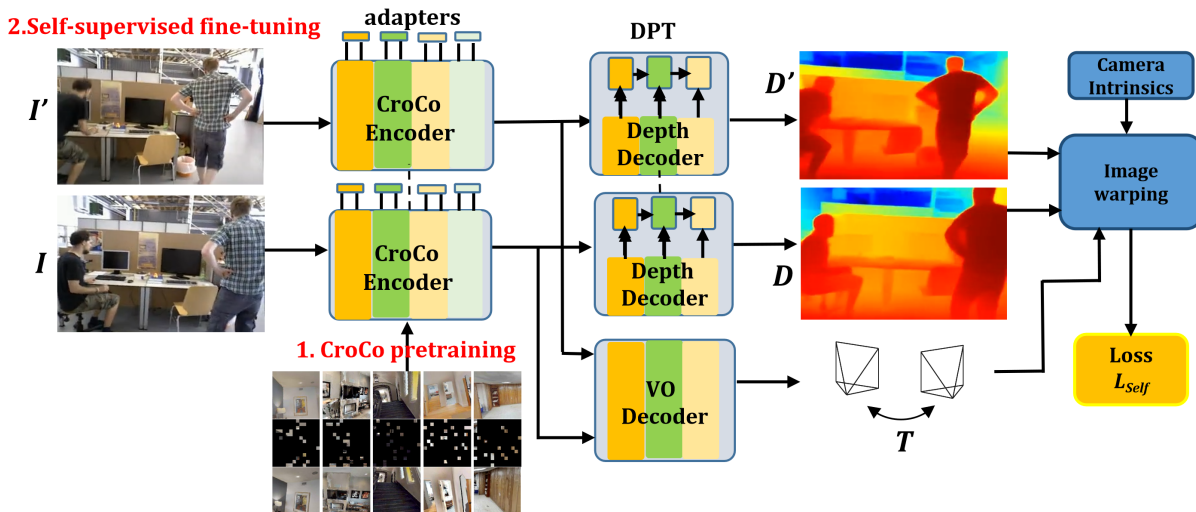 2.Self-supervised fine-tuning
adapters
DPT
I’
CroCo
Encoder
Depth
Decoder
D’
Camera
Intrinsics
Image
warping
I
CroCo
Encoder
Depth
Decoder
D
1. CroCo pretraining
VO
Decoder
T
Loss
L_Self